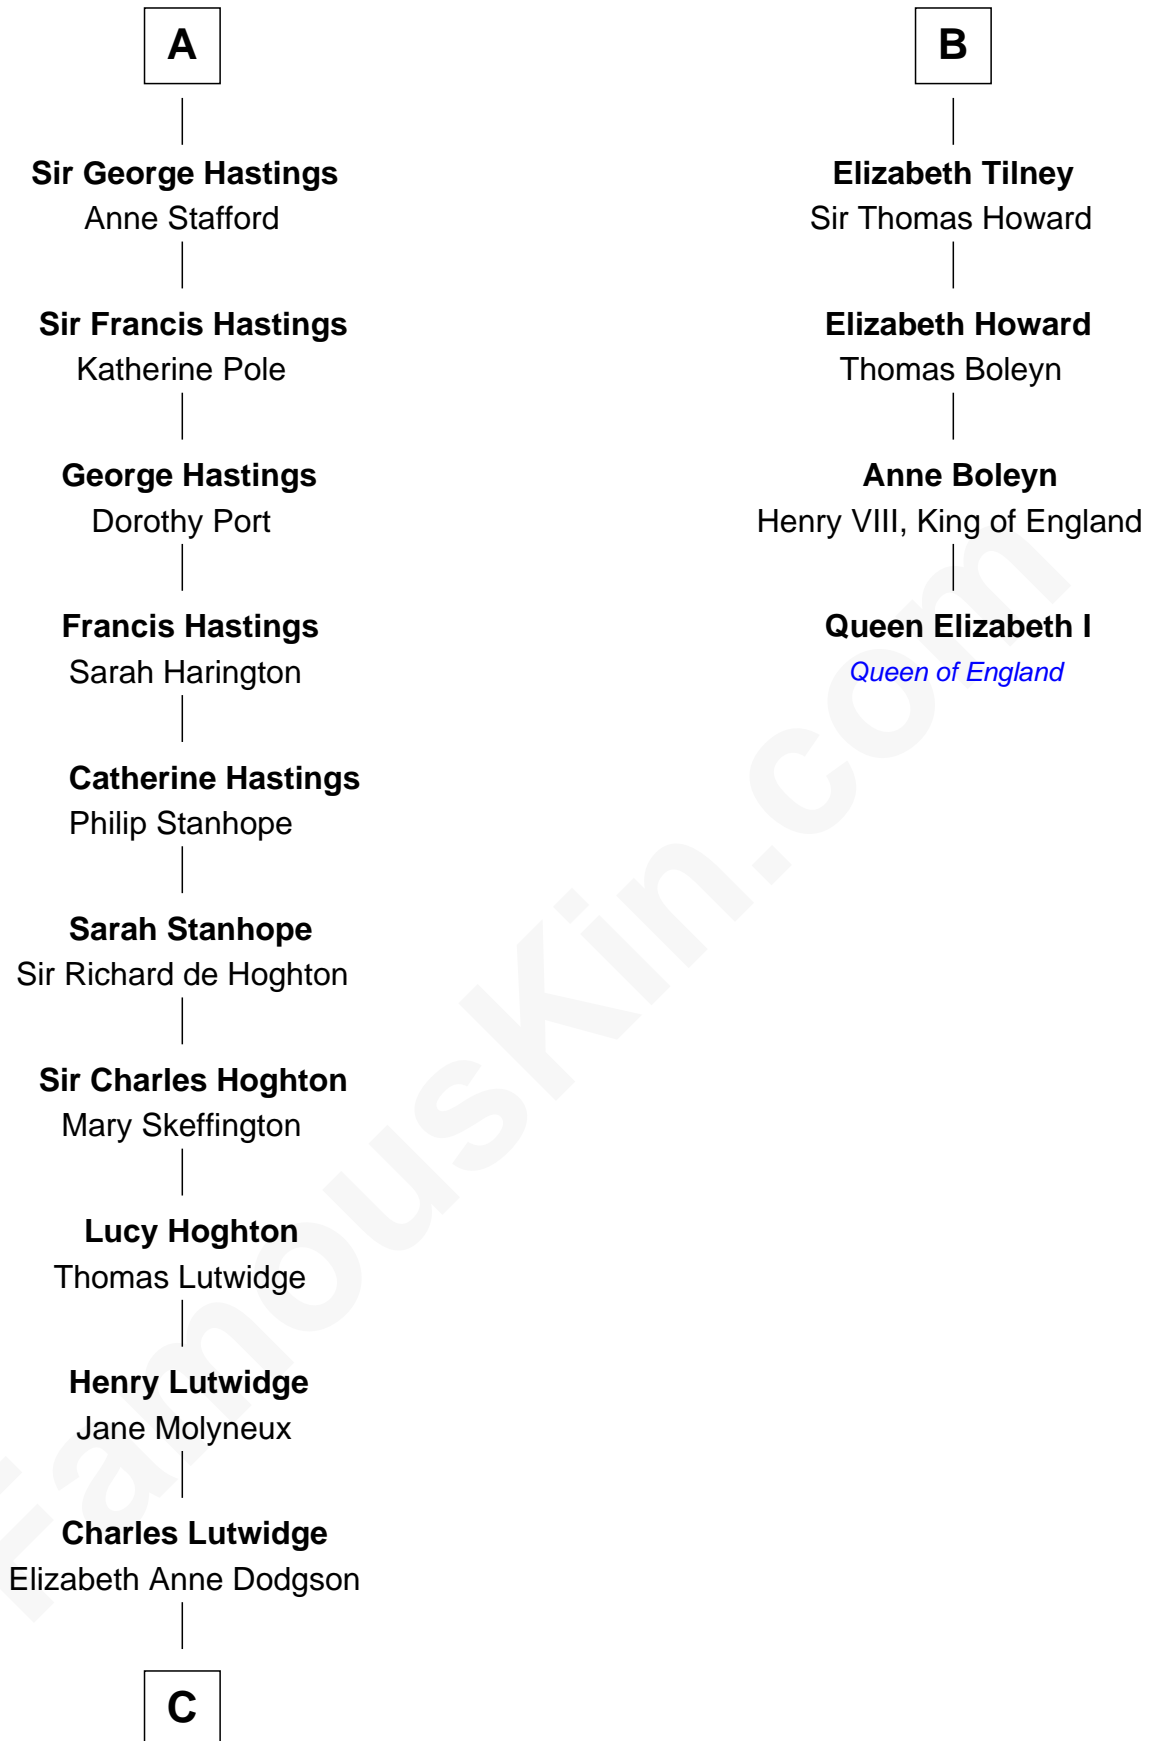 A
Sir George Hastings
Anne Stafford
Sir Francis Hastings
Katherine Pole
George Hastings
Dorothy Port
Francis Hastings
Sarah Harington
Catherine Hastings
Philip Stanhope
Sarah Stanhope
Sir Richard de Hoghton
Sir Charles Hoghton
Mary Skeffington
Lucy Hoghton
Thomas Lutwidge
Henry Lutwidge
Jane Molyneux
Charles Lutwidge
Elizabeth Anne Dodgson
C
B
Elizabeth Tilney
Sir Thomas Howard
Elizabeth Howard
Thomas Boleyn
Anne Boleyn
Henry VIII, King of England
Queen Elizabeth I
Queen of England
FamousKin.com